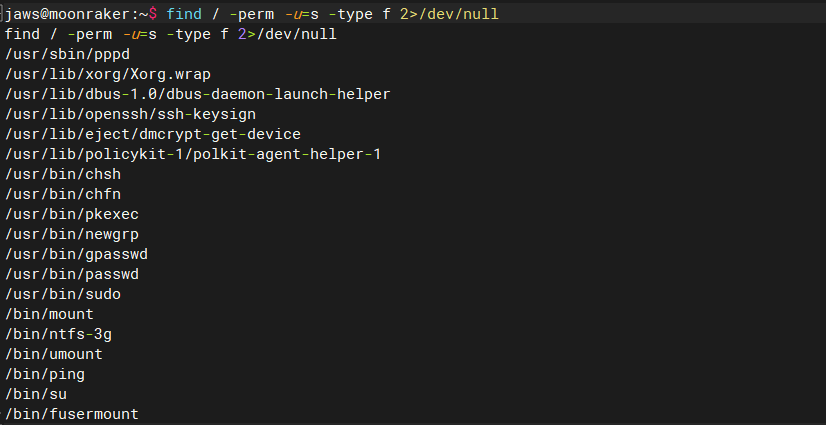 jaws@moonraker:~$ find / -perm -u=s -type f 2>/dev/null
find / -perm -u=s -type f 2>/dev/null
/usr/sbin/pppd
/usr/lib/xorg/Xorg.wrap
/usr/lib/dbus-1.0/dbus-daemon-launch-helper
/usr/lib/openssh/ssh-keysign
/usr/lib/eject/dmcrypt-get-device
/usr/lib/policykit-1/polkit-agent-helper-1
/usr/bin/chsh
/usr/bin/chfn
/usr/bin/pkexec
/usr/bin/newgrp
/usr/bin/gpasswd
/usr/bin/passwd
/usr/bin/sudo
/bin/mount
/bin/ntfs-3g
/bin/umount
/bin/ping
/bin/su
/bin/fusermount